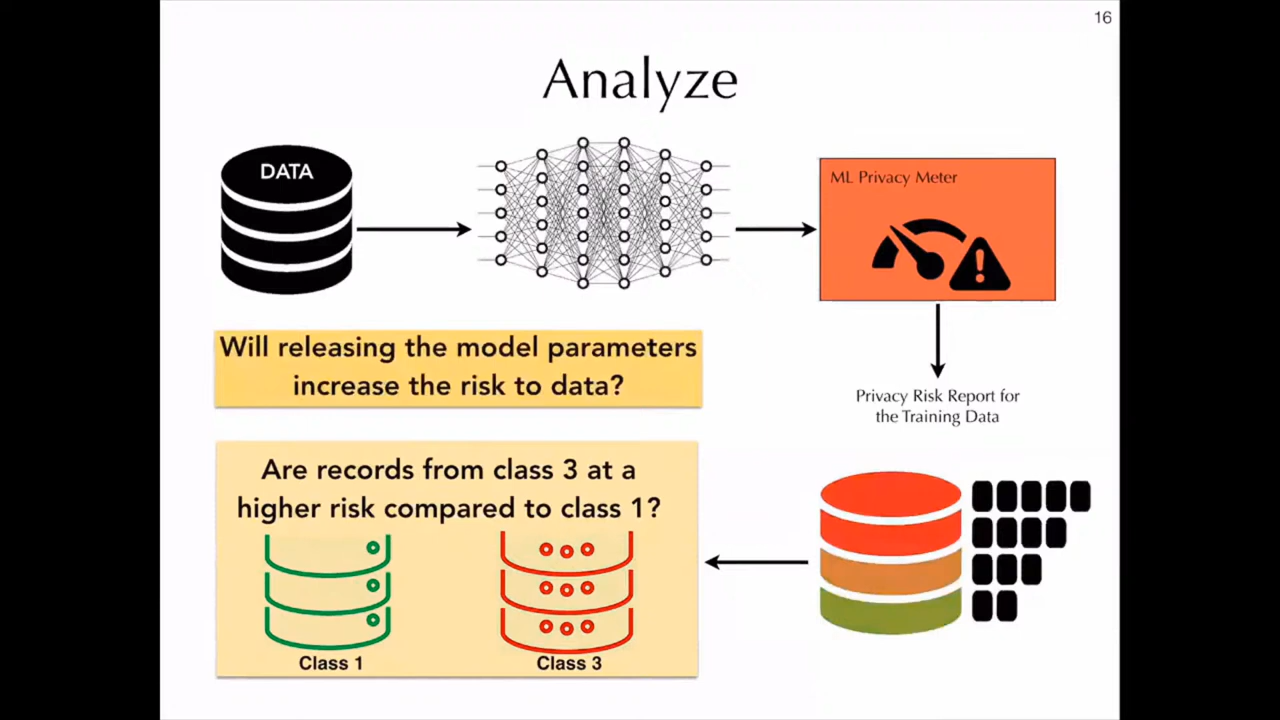 16
Analyze
DATA
ML Privacy Meter
Will releasing the model parameters
increase the risk to data?
Privacy Risk Report for
the Training Data
Are records from class 3 at a
higher risk compared to class 1?
Class 1
Class 3